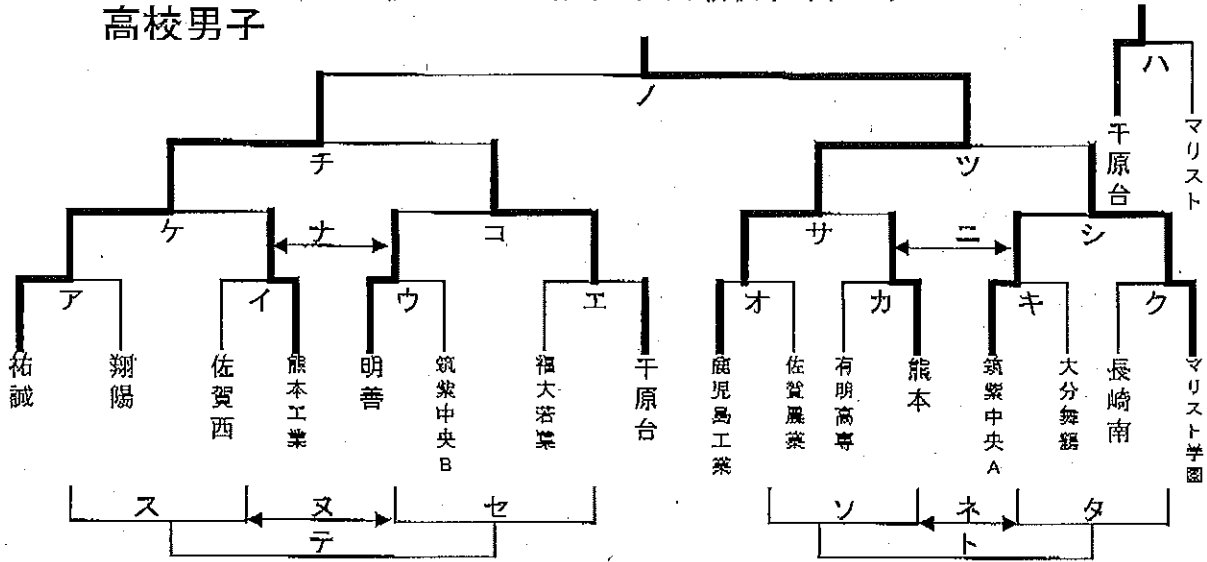 高校男子
ハ
ノ
干原台
マリスト
チ
ツ
ケ
ナ
コ
サ
ニ
シ
ア
イ
ウ
エ
オ
カ
キ
ク
祐誠
翔陽
佐賀西
熊本工業
明善
筑紫中央B
福大若葉
干原台
鹿児島工業
佐賀農業
有明高専
熊本
筑紫中央A
大分舞鶴
長崎南
マリスト学園
ス
ヌ
セ
ソ
ネ
タ
テ
ト